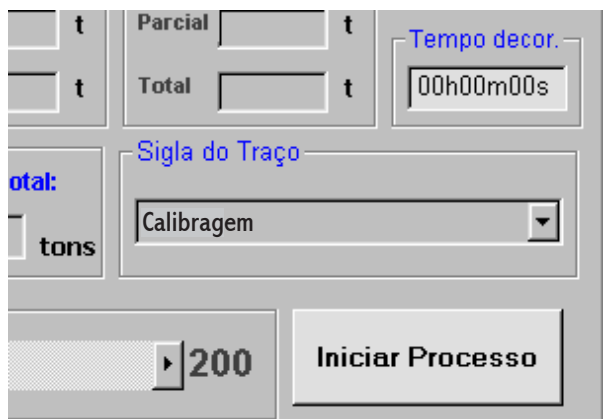 t
Parcial
t
Tempo decor.
t
Total
t
00h00m00s
Sigla do Traço
otal:
Calibragem
tons
200
Iniciar Processo